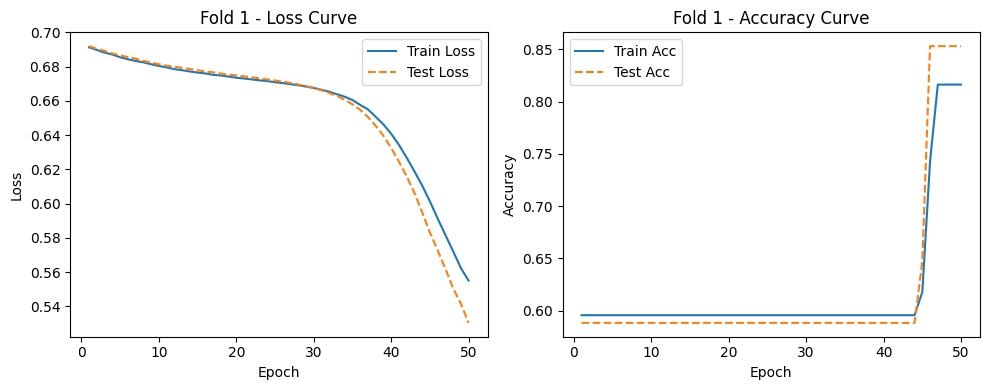 Fold 1 - Loss Curve
0.70
0.68
0.66
0.64
0.62
0.60
0.58
0.56
0.54
Loss
0
10
20
30
40
50
Epoch
Train Loss
Test Loss
Fold 1 - Accuracy Curve
0.85
0.80
0.75
0.70
0.65
0.60
Accuracy
0
10
20
30
40
50
Epoch
Train Acc
Test Acc